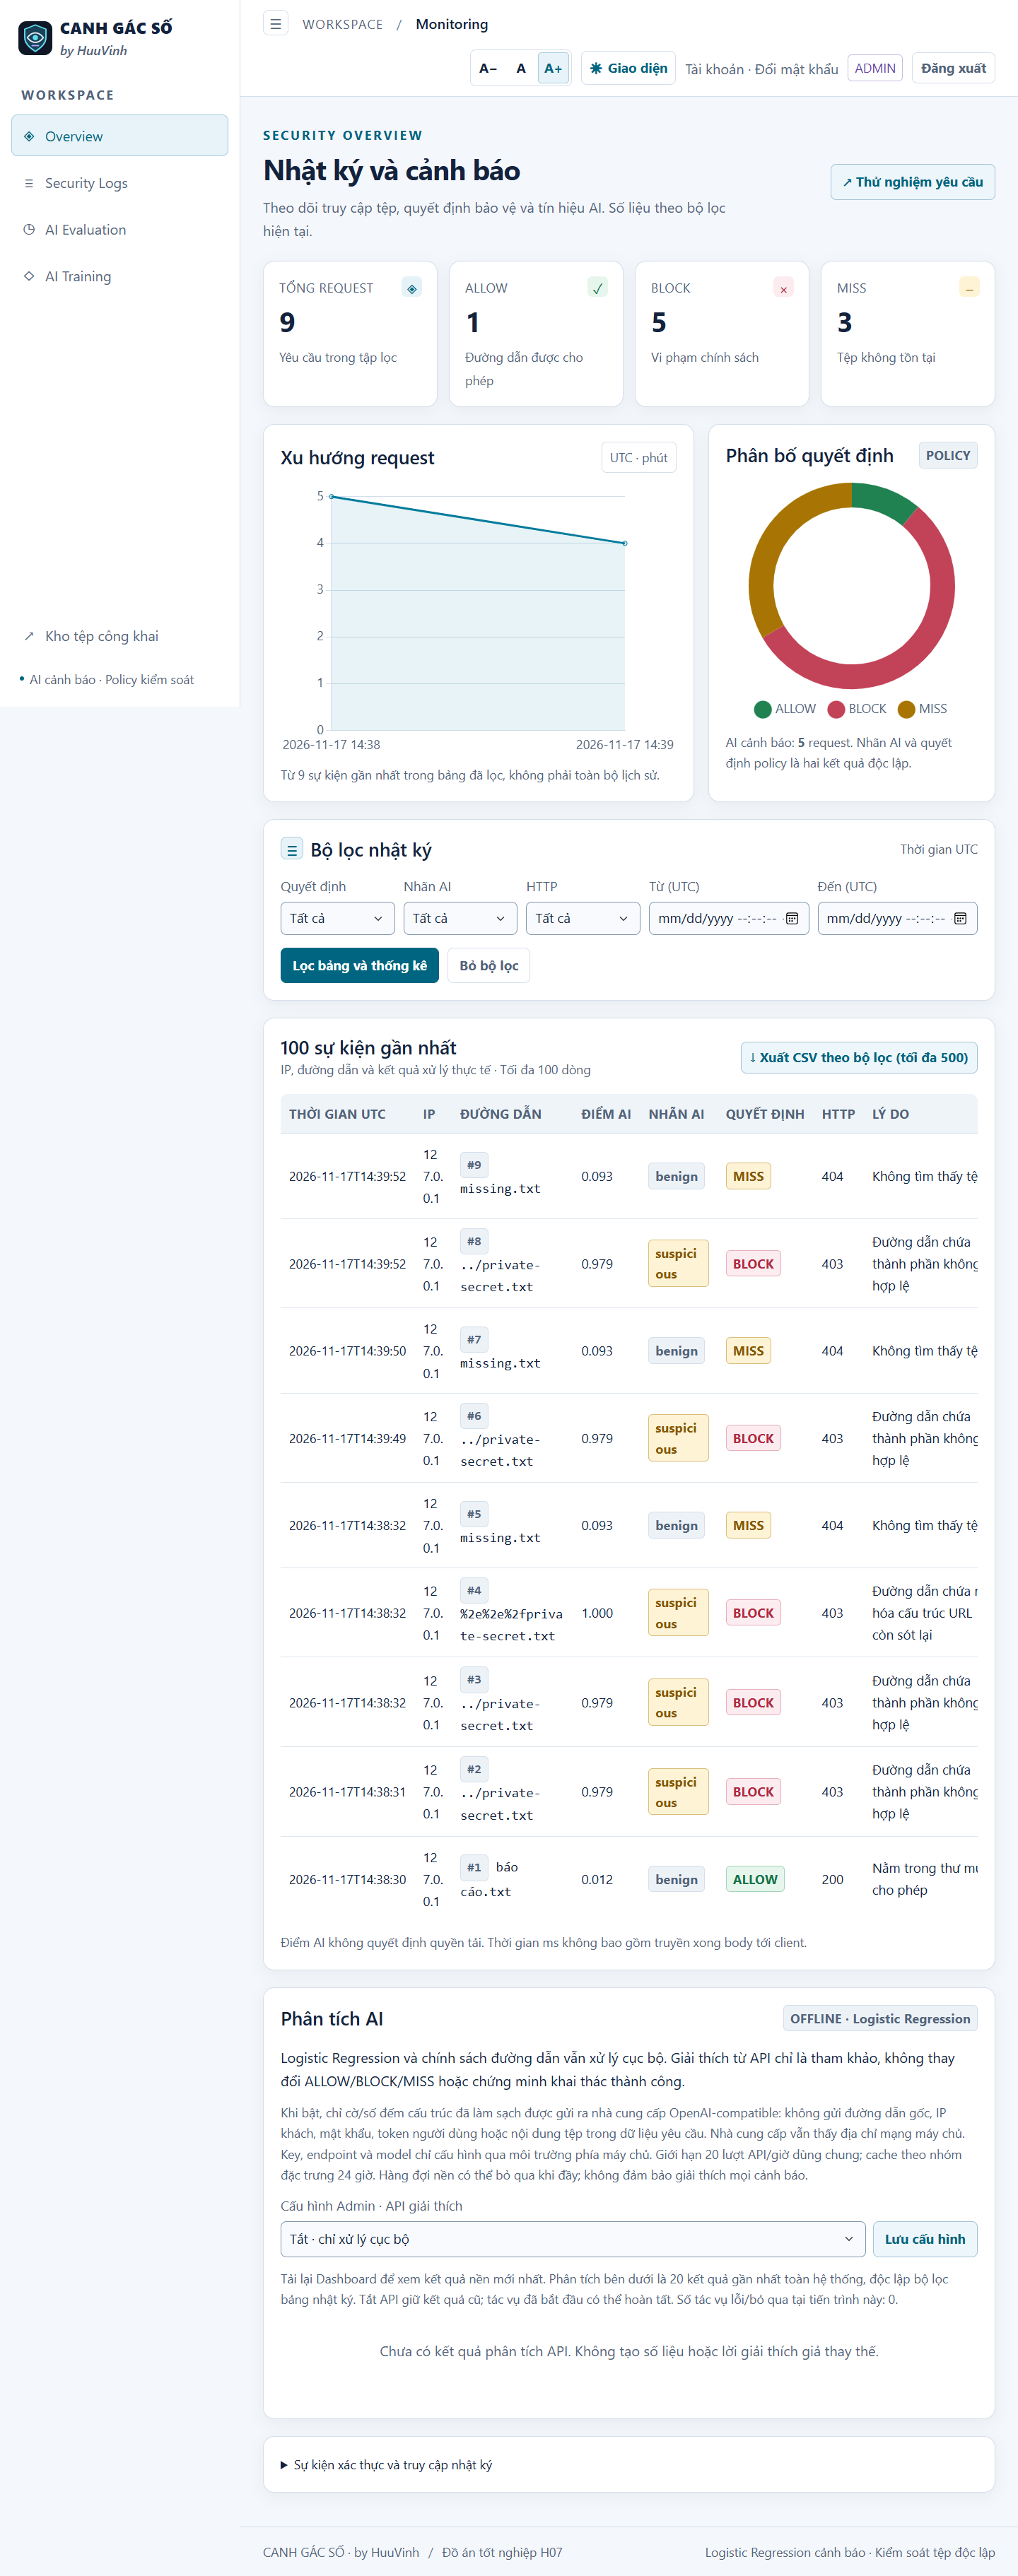 CANH GÁC SỐ
by HuuVinh
WORKSPACE
Overview
Security Logs
AI Evaluation
AI Training
Kho tệp công khai
AI cảnh báo · Policy kiểm soát
WORKSPACE / Monitoring
A− A A+ Giao diện Tài khoản · Đổi mật khẩu ADMIN Đăng xuất
SECURITY OVERVIEW
Nhật ký và cảnh báo
↗ Thử nghiệm yêu cầu
Theo dõi truy cập tệp, quyết định bảo vệ và tín hiệu AI. Số liệu theo bộ lọc
hiện tại.
TỔNG REQUEST
9
Yêu cầu trong tập lọc
ALLOW
1
Đường dẫn được cho
phép
BLOCK
5
Vi phạm chính sách
MISS
3
Tệp không tồn tại
Xu hướng request
UTC · phút
5
4
3
2
1
0
2026-11-17 14:38 2026-11-17 14:39
Từ 9 sự kiện gần nhất trong bảng đã lọc, không phải toàn bộ lịch sử.
Phân bố quyết định
POLICY
ALLOW BLOCK MISS
AI cảnh báo: 5 request. Nhãn AI và quyết
định policy là hai kết quả độc lập.
Bộ lọc nhật ký
Thời gian UTC
Quyết định Nhãn AI HTTP Từ (UTC) Đến (UTC)
Tất cả Tất cả Tất cả mm/dd/yyyy --:--:-- mm/dd/yyyy --:--:--
Lọc bảng và thống kê Bỏ bộ lọc
100 sự kiện gần nhất
IP, đường dẫn và kết quả xử lý thực tế · Tối đa 100 dòng
↓ Xuất CSV theo bộ lọc (tối đa 500)
THỜI GIAN UTC IP ĐƯỜNG DẪN ĐIỂM AI NHÃN AI QUYẾT ĐỊNH HTTP LÝ DO
2026-11-17T14:39:52 127.0.0.1 #9 missing.txt 0.093 benign MISS 404 Không tìm thấy tệ
2026-11-17T14:39:52 127.0.0.1 #8 ../private-secret.txt 0.979 suspicious BLOCK 403 Đường dẫn chứa thành phần không hợp lệ
2026-11-17T14:39:50 127.0.0.1 #7 missing.txt 0.093 benign MISS 404 Không tìm thấy tệ
2026-11-17T14:39:49 127.0.0.1 #6 ../private-secret.txt 0.979 suspicious BLOCK 403 Đường dẫn chứa thành phần không hợp lệ
2026-11-17T14:38:32 127.0.0.1 #5 missing.txt 0.093 benign MISS 404 Không tìm thấy tệ
2026-11-17T14:38:32 127.0.0.1 #4 %2e%2e%2fprivate-secret.txt 1.000 suspicious BLOCK 403 Đường dẫn chứa hóa cấu trúc URL còn sót lại
2026-11-17T14:38:32 127.0.0.1 #3 ../private-secret.txt 0.979 suspicious BLOCK 403 Đường dẫn chứa thành phần không hợp lệ
2026-11-17T14:38:31 127.0.0.1 #2 ../private-secret.txt 0.979 suspicious BLOCK 403 Đường dẫn chứa thành phần không hợp lệ
2026-11-17T14:38:30 127.0.0.1 #1 báo cáo.txt 0.012 benign ALLOW 200 Nằm trong thư mụ cho phép
Điểm AI không quyết định quyền tải. Thời gian ms không bao gồm truyền xong body tới client.
Phân tích AI
OFFLINE · Logistic Regression
Logistic Regression và chính sách đường dẫn vẫn xử lý cục bộ. Giải thích từ API chỉ là tham khảo, không thay
đổi ALLOW/BLOCK/MISS hoặc chứng minh khai thác thành công.
Khi bật, chỉ cờ/số đếm cấu trúc đã làm sạch được gửi ra nhà cung cấp OpenAI-compatible: không gửi đường dẫn gốc, IP
khách, mật khẩu, token người dùng hoặc nội dung tệp trong dữ liệu yêu cầu. Nhà cung cấp vẫn thấy địa chỉ mạng máy chủ.
Key, endpoint và model chỉ cấu hình qua môi trường phía máy chủ. Giới hạn 20 lượt API/giờ dùng chung; cache theo nhóm
đặc trưng 24 giờ. Hàng đợi nền có thể bỏ qua khi đầy; không đảm bảo giải thích mọi cảnh báo.
Cấu hình Admin · API giải thích
Tắt · chỉ xử lý cục bộ Lưu cấu hình
Tải lại Dashboard để xem kết quả nền mới nhất. Phân tích bên dưới là 20 kết quả gần nhất toàn hệ thống, độc lập bộ lọc
bảng nhật ký. Tắt API giữ kết quả cũ; tác vụ đã bắt đầu có thể hoàn tất. Số tác vụ lỗi/bỏ qua tại tiến trình này: 0.
Chưa có kết quả phân tích API. Không tạo số liệu hoặc lời giải thích giả thay thế.
Sự kiện xác thực và truy cập nhật ký
CANH GÁC SỐ · by HuuVinh / Đồ án tốt nghiệp H07
Logistic Regression cảnh báo · Kiểm soát tệp độc lập